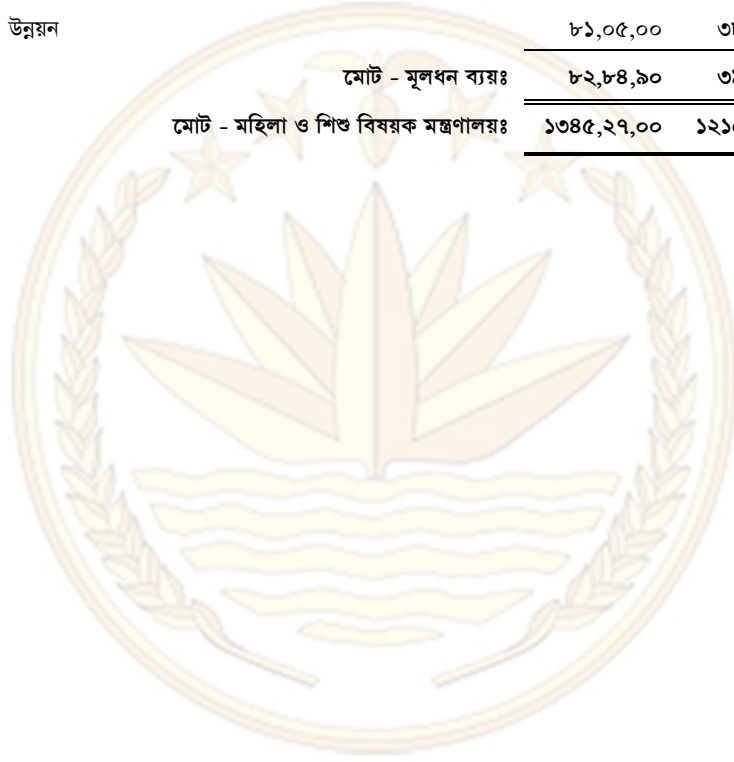 উন্নয়ন ৮১,০৫,০০
মোট - মূলধন ব্যয়ঃ ৮২,৮৪,৯০
মোট - মহিলা ও শিশু বিষয়ক মন্ত্রণালয়ঃ ১৩৪৫,২৭,০০